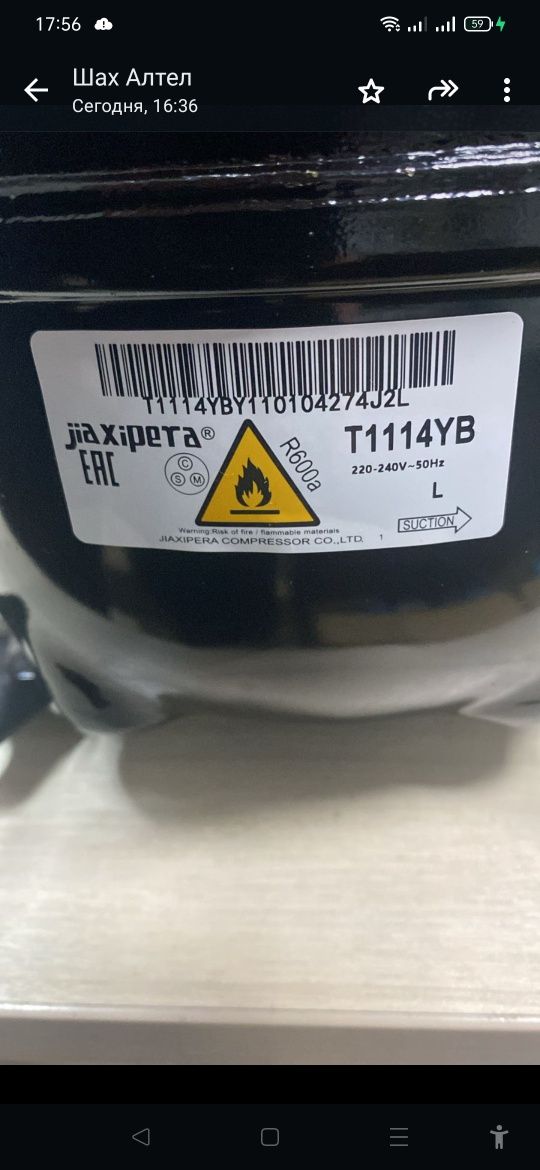 17:56
59
Шах Алтел
Сегодня, 16:36
T1114YBY110104274J2L
jiaxipera®
R600a
T1114YB
EAC
C
S M
220-240V~50Hz
L
SUCTION
Warning:Risk of fire / flammable materials
JIAXIPERA COMPRESSOR CO.,LTD. 1